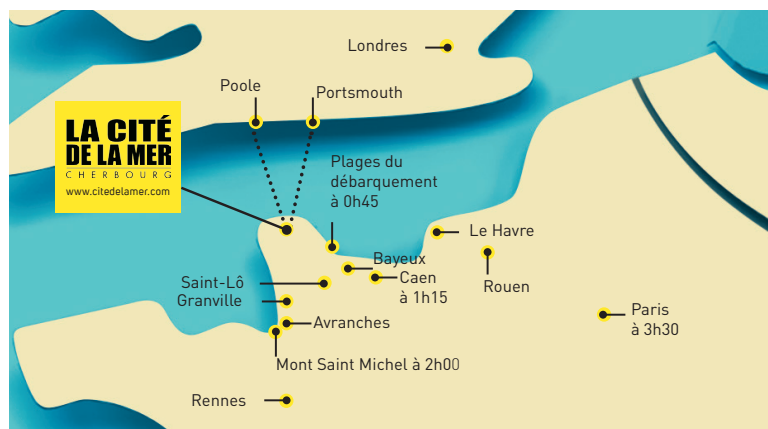 Londres
Poole
Portsmouth
LA CITÉ
DE LA MER
CHERBOURG
www.citedelamer.com
Plages du
débarquement
à 0h45
Le Havre
Bayeux
Caen
à 1h15
Saint-Lô
Granville
Rouen
Avranches
Paris
à 3h30
Mont Saint Michel à 2h00
Rennes